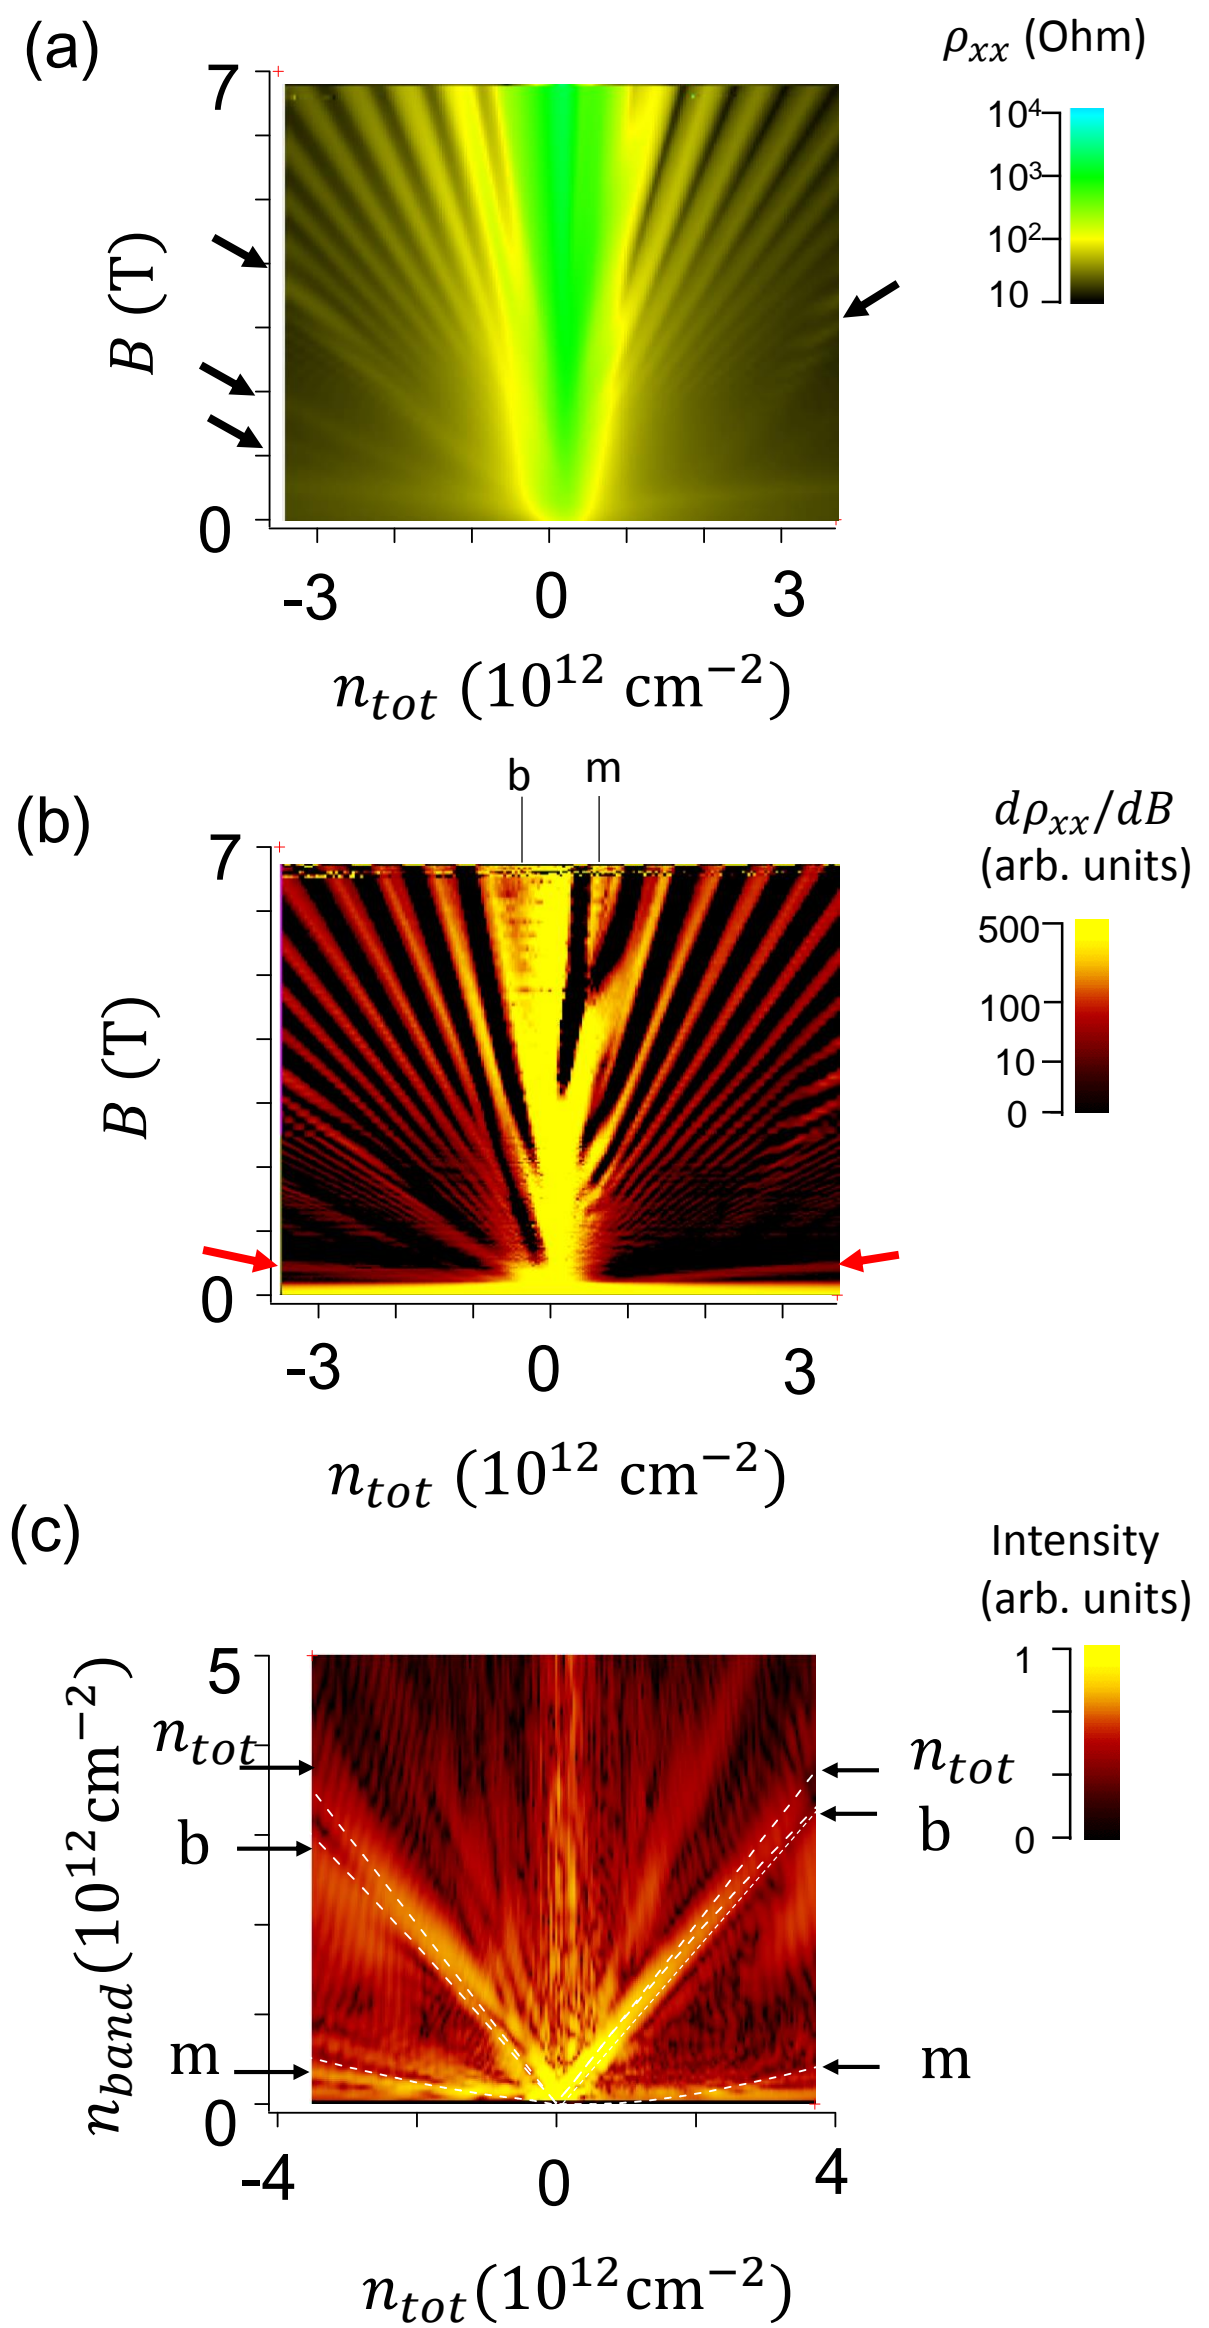 (a)
ρxx (Ohm)
7
10⁴
10³
10²
10
B (T)
0
-3 0 3
ntot (10¹² cm⁻²)
b m
(b)
dρxx/dB
(arb. units)
7
500
100
10
0
B (T)
0
-3 0 3
ntot (10¹² cm⁻²)
(c)
Intensity
(arb. units)
5
1
0
ntot
b
m
nband(10¹²cm⁻²)
ntot
b
m
0
-4 0 4
ntot(10¹²cm⁻²)